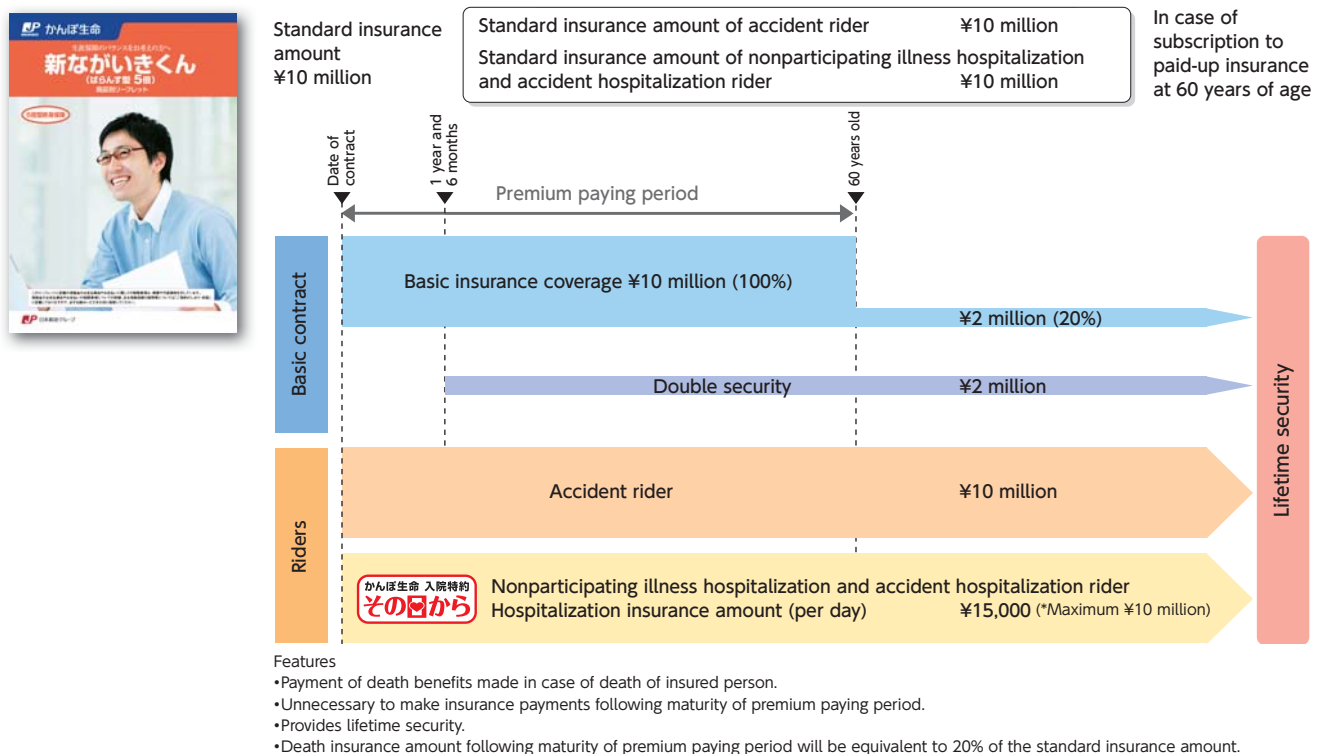 かんぽ生命
新ながいきくん
(ばらんす型 5倍)
商品別リーフレット
JP 日本郵政グループ
Standard insurance
amount
¥10 million
Standard insurance amount of accident rider ¥10 million
Standard insurance amount of nonparticipating illness hospitalization
and accident hospitalization rider ¥10 million
In case of
subscription to
paid-up insurance
at 60 years of age
Date of
contract
1 year and
6 months
60 years old
Premium paying period
Basic contract
Basic insurance coverage ¥10 million (100%)
¥2 million (20%)
Double security ¥2 million
Riders
Accident rider ¥10 million
かんぽ生命 入院特約
その日から
Nonparticipating illness hospitalization and accident hospitalization rider
Hospitalization insurance amount (per day) ¥15,000 (*Maximum ¥10 million)
Lifetime security
Features
•Payment of death benefits made in case of death of insured person.
•Unnecessary to make insurance payments following maturity of premium paying period.
•Provides lifetime security.
•Death insurance amount following maturity of premium paying period will be equivalent to 20% of the standard insurance amount.